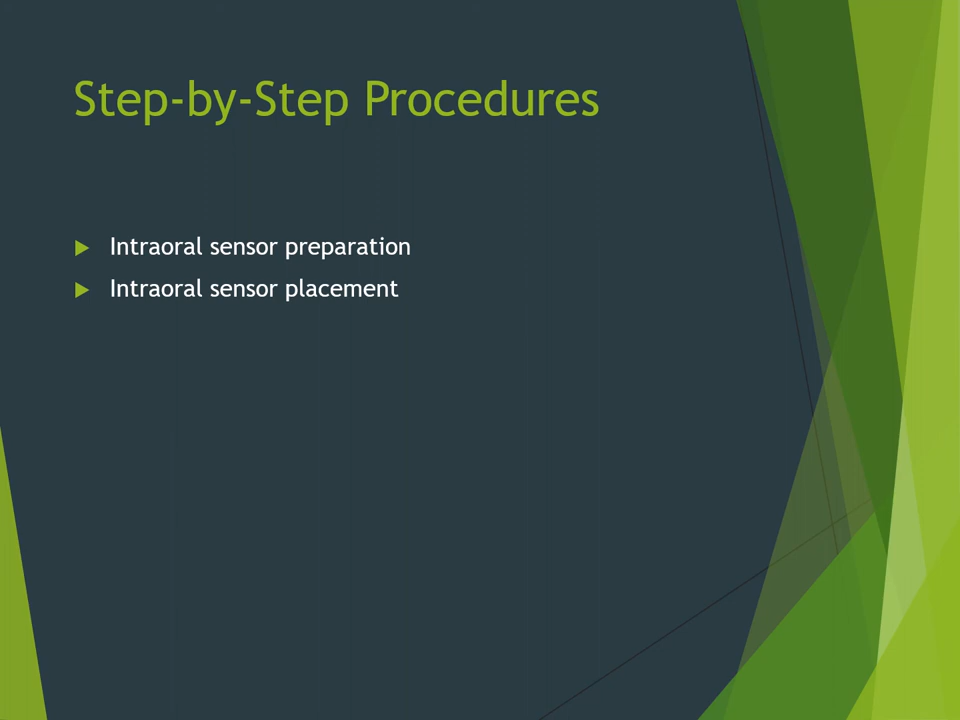 Step-by-Step Procedures
Intraoral sensor preparation
Intraoral sensor placement